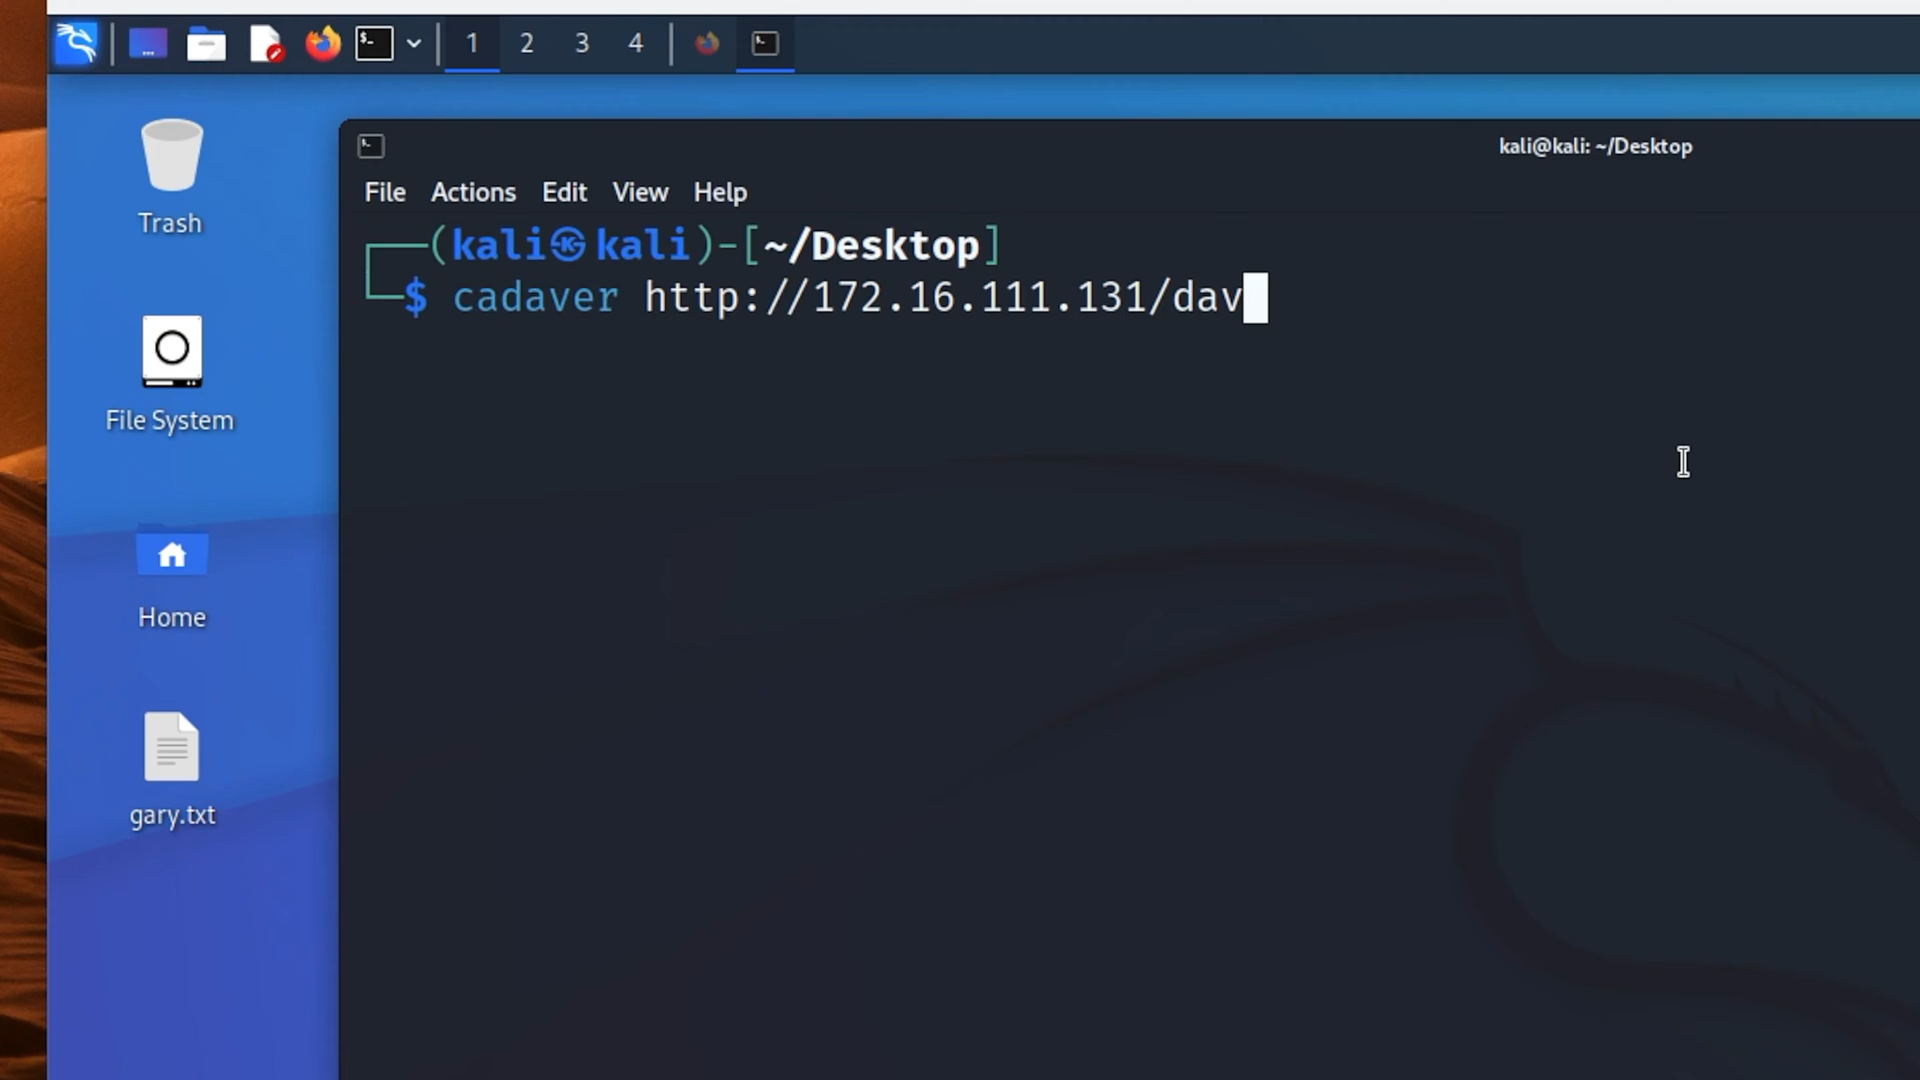 1 2 3 4
kali@kali: ~/Desktop
File Actions Edit View Help
(kali㉿kali)-[~/Desktop]
$ cadaver http://172.16.111.131/dav
Trash
File System
Home
gary.txt